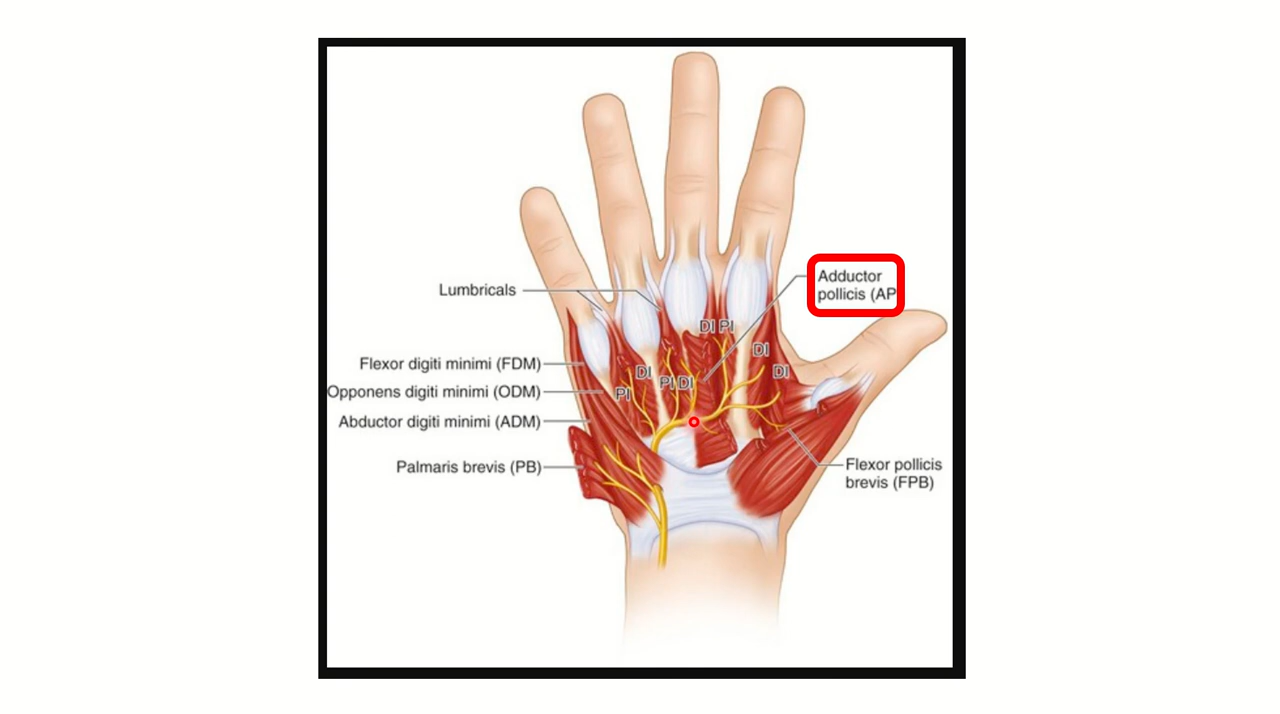 Adductor
pollicis (AP
Lumbricals
DI PI
DI
Flexor digiti minimi (FDM)
DI
DI
PI DI
Opponens digiti minimi (ODM)
PI
Abductor digiti minimi (ADM)
Palmaris brevis (PB)
Flexor pollicis
brevis (FPB)